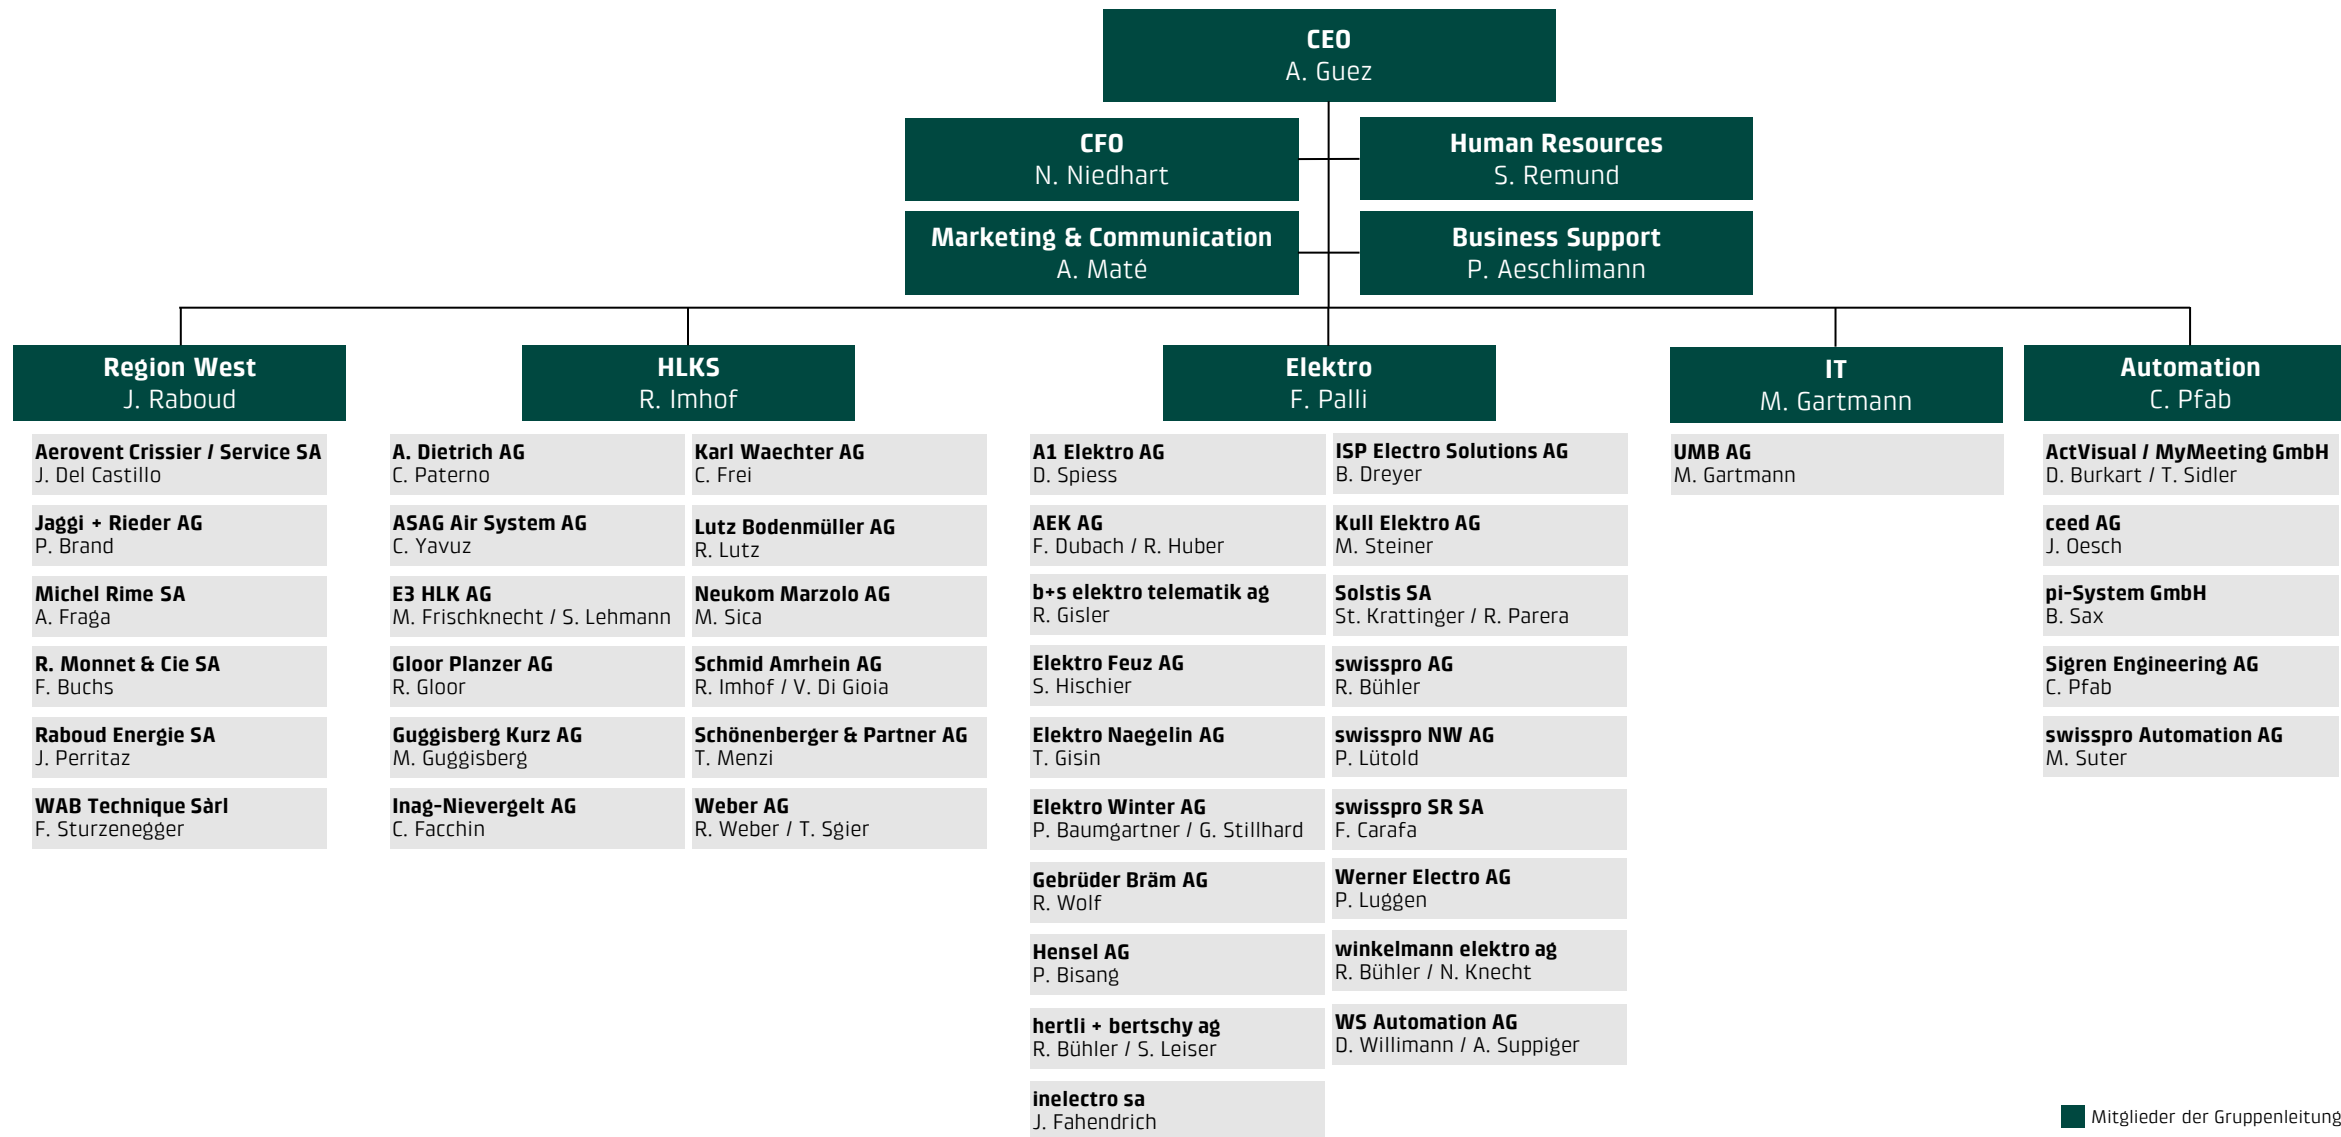 CEO
A. Guez
CFO
N. Niedhart
Human Resources
S. Remund
Marketing & Communication
A. Maté
Business Support
P. Aeschlimann
Region West
J. Raboud
Aerovent Crissier / Service SA
J. Del Castillo
Jaggi + Rieder AG
P. Brand
Michel Rime SA
A. Fraga
R. Monnet & Cie SA
F. Buchs
Raboud Energie SA
J. Perritaz
WAB Technique Sàrl
F. Sturzenegger
HLKS
R. Imhof
A. Dietrich AG
C. Paterno
ASAG Air System AG
C. Yavuz
E3 HLK AG
M. Frischknecht / S. Lehmann
Gloor Planzer AG
R. Gloor
Guggisberg Kurz AG
M. Guggisberg
Inag-Nievergelt AG
C. Facchin
Karl Waechter AG
C. Frei
Lutz Bodenmüller AG
R. Lutz
Neukom Marzolo AG
M. Sica
Schmid Amrhein AG
R. Imhof / V. Di Gioia
Schönenberger & Partner AG
T. Menzi
Weber AG
R. Weber / T. Sgier
Elektro
F. Palli
A1 Elektro AG
D. Spiess
AEK AG
F. Dubach / R. Huber
b+s elektro telematik ag
R. Gisler
Elektro Feuz AG
S. Hischier
Elektro Naegelin AG
T. Gisin
Elektro Winter AG
P. Baumgartner / G. Stillhard
Gebrüder Bräm AG
R. Wolf
Hensel AG
P. Bisang
hertli + bertschy ag
R. Bühler / S. Leiser
inelectro sa
J. Fahendrich
ISP Electro Solutions AG
B. Dreyer
Kull Elektro AG
M. Steiner
Solstis SA
St. Krattinger / R. Parera
swisspro AG
R. Bühler
swisspro NW AG
P. Lütold
swisspro SR SA
F. Carafa
Werner Electro AG
P. Luggen
winkelmann elektro ag
R. Bühler / N. Knecht
WS Automation AG
D. Willimann / A. Suppiger
IT
M. Gartmann
UMB AG
M. Gartmann
Automation
C. Pfab
ActVisual / MyMeeting GmbH
D. Burkart / T. Sidler
ceed AG
J. Oesch
pi-System GmbH
B. Sax
Sigren Engineering AG
C. Pfab
swisspro Automation AG
M. Suter
Mitglieder der Gruppenleitung